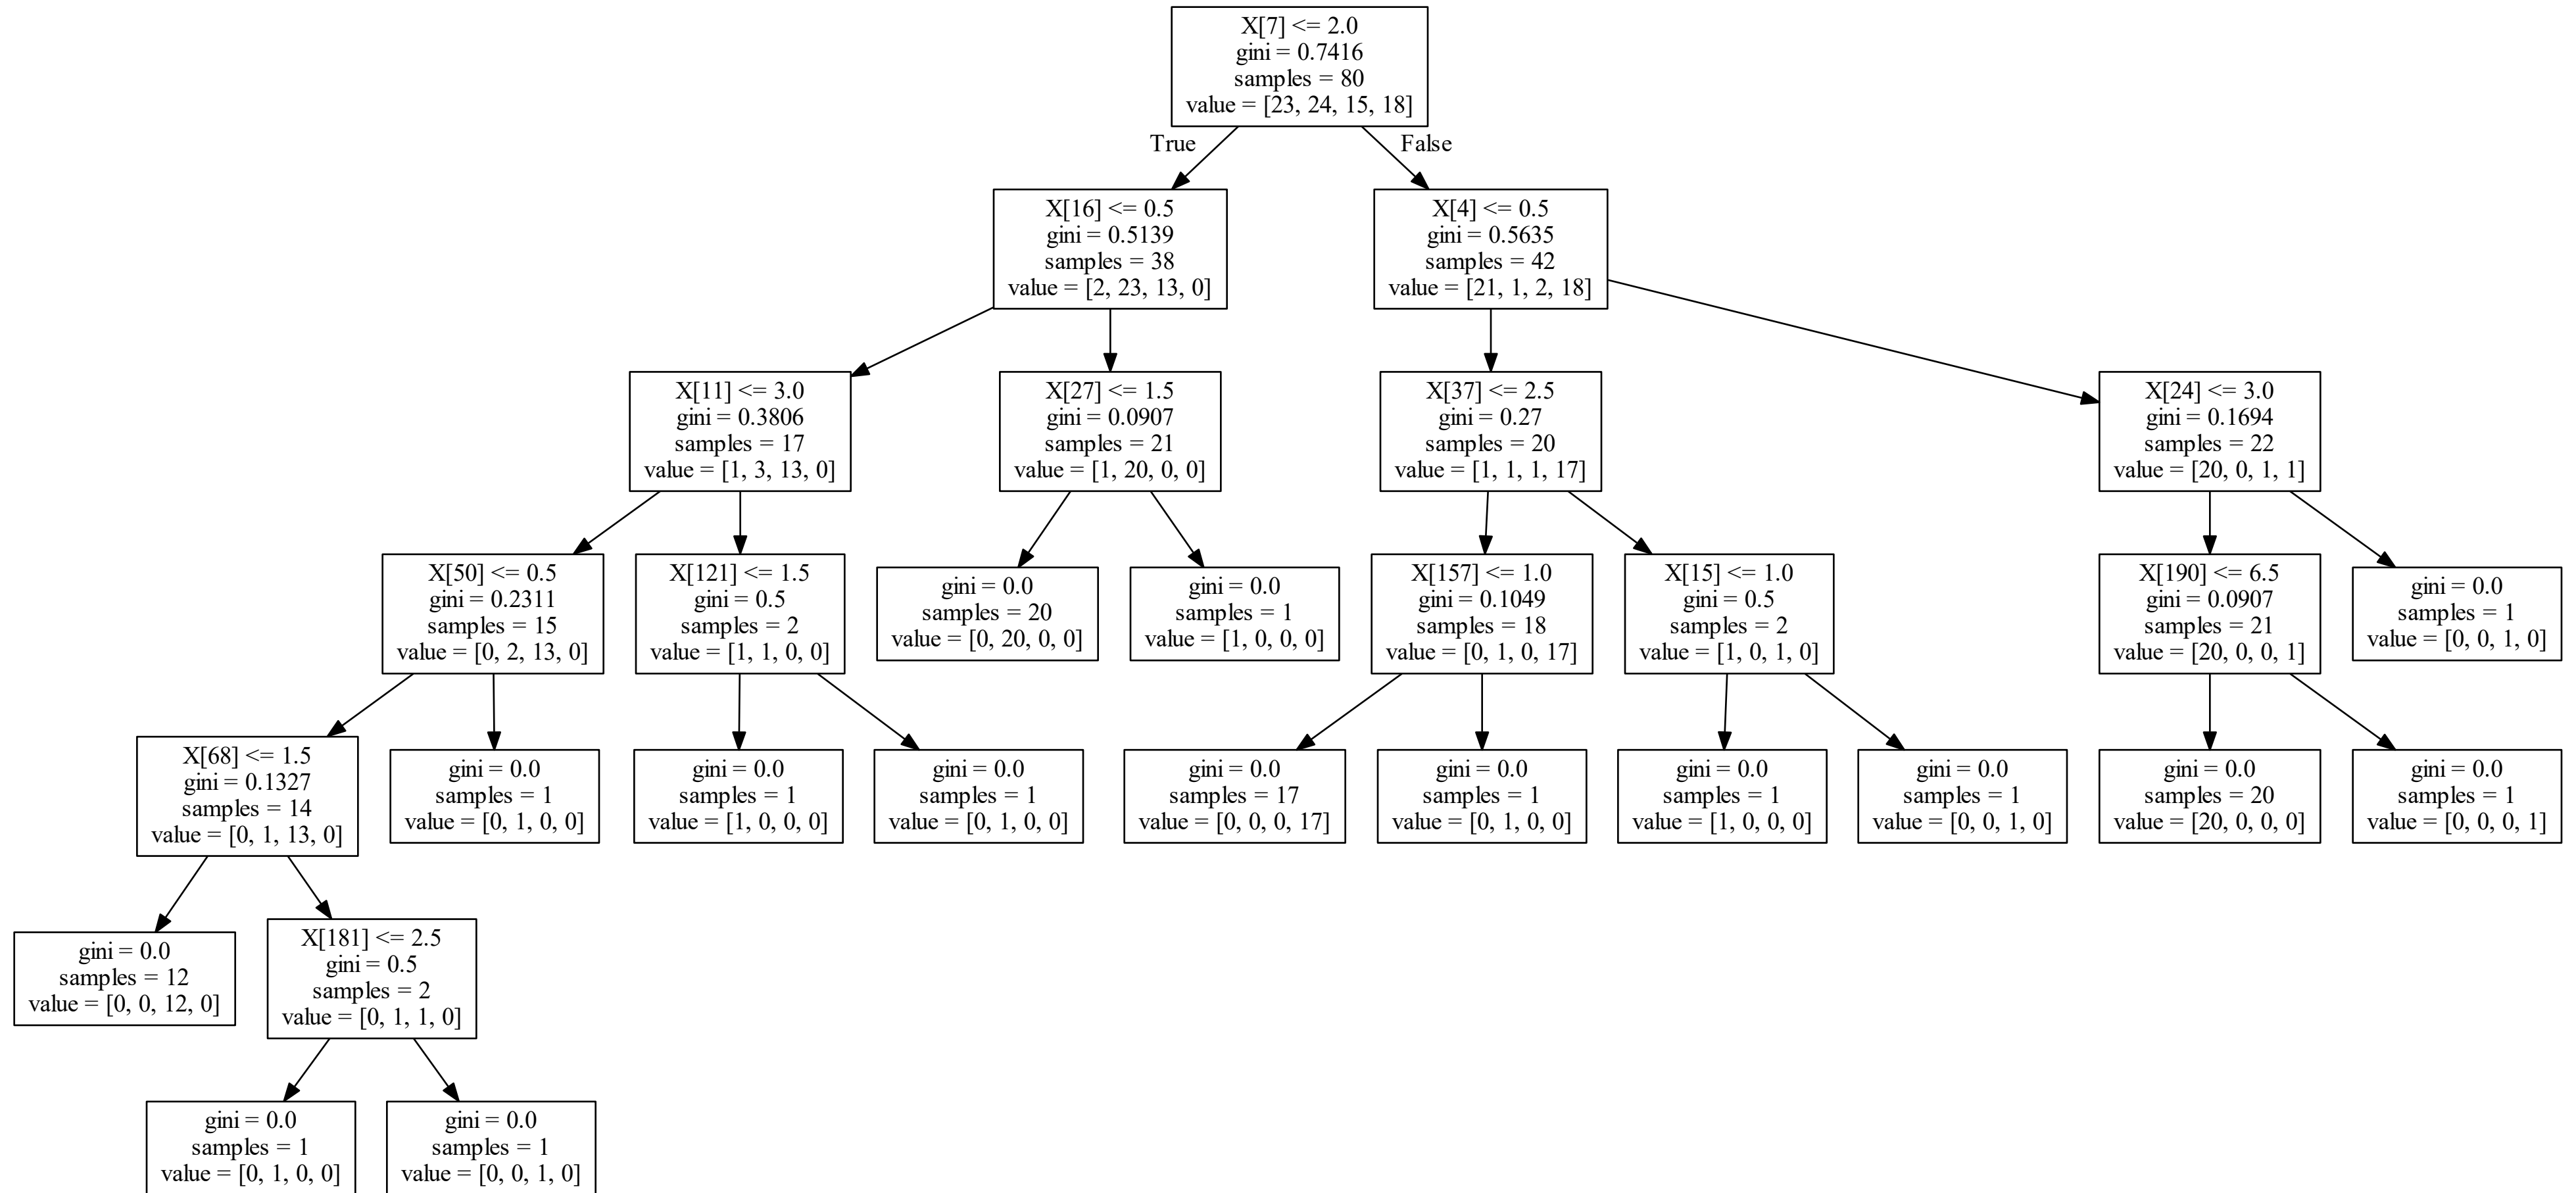 X[7] <= 2.0
gini = 0.7416
samples = 80
value = [23, 24, 15, 18]
True
False
X[16] <= 0.5
gini = 0.5139
samples = 38
value = [2, 23, 13, 0]
X[4] <= 0.5
gini = 0.5635
samples = 42
value = [21, 1, 2, 18]
X[11] <= 3.0
gini = 0.3806
samples = 17
value = [1, 3, 13, 0]
X[27] <= 1.5
gini = 0.0907
samples = 21
value = [1, 20, 0, 0]
X[37] <= 2.5
gini = 0.27
samples = 20
value = [1, 1, 1, 17]
X[24] <= 3.0
gini = 0.1694
samples = 22
value = [20, 0, 1, 1]
X[50] <= 0.5
gini = 0.2311
samples = 15
value = [0, 2, 13, 0]
X[121] <= 1.5
gini = 0.5
samples = 2
value = [1, 1, 0, 0]
gini = 0.0
samples = 20
value = [0, 20, 0, 0]
gini = 0.0
samples = 1
value = [1, 0, 0, 0]
X[157] <= 1.0
gini = 0.1049
samples = 18
value = [0, 1, 0, 17]
X[15] <= 1.0
gini = 0.5
samples = 2
value = [1, 0, 1, 0]
X[190] <= 6.5
gini = 0.0907
samples = 21
value = [20, 0, 0, 1]
gini = 0.0
samples = 1
value = [0, 0, 1, 0]
X[68] <= 1.5
gini = 0.1327
samples = 14
value = [0, 1, 13, 0]
gini = 0.0
samples = 1
value = [0, 1, 0, 0]
gini = 0.0
samples = 1
value = [1, 0, 0, 0]
gini = 0.0
samples = 1
value = [0, 1, 0, 0]
gini = 0.0
samples = 17
value = [0, 0, 0, 17]
gini = 0.0
samples = 1
value = [0, 1, 0, 0]
gini = 0.0
samples = 1
value = [1, 0, 0, 0]
gini = 0.0
samples = 1
value = [0, 0, 1, 0]
gini = 0.0
samples = 20
value = [20, 0, 0, 0]
gini = 0.0
samples = 1
value = [0, 0, 0, 1]
gini = 0.0
samples = 12
value = [0, 0, 12, 0]
X[181] <= 2.5
gini = 0.5
samples = 2
value = [0, 1, 1, 0]
gini = 0.0
samples = 1
value = [0, 1, 0, 0]
gini = 0.0
samples = 1
value = [0, 0, 1, 0]